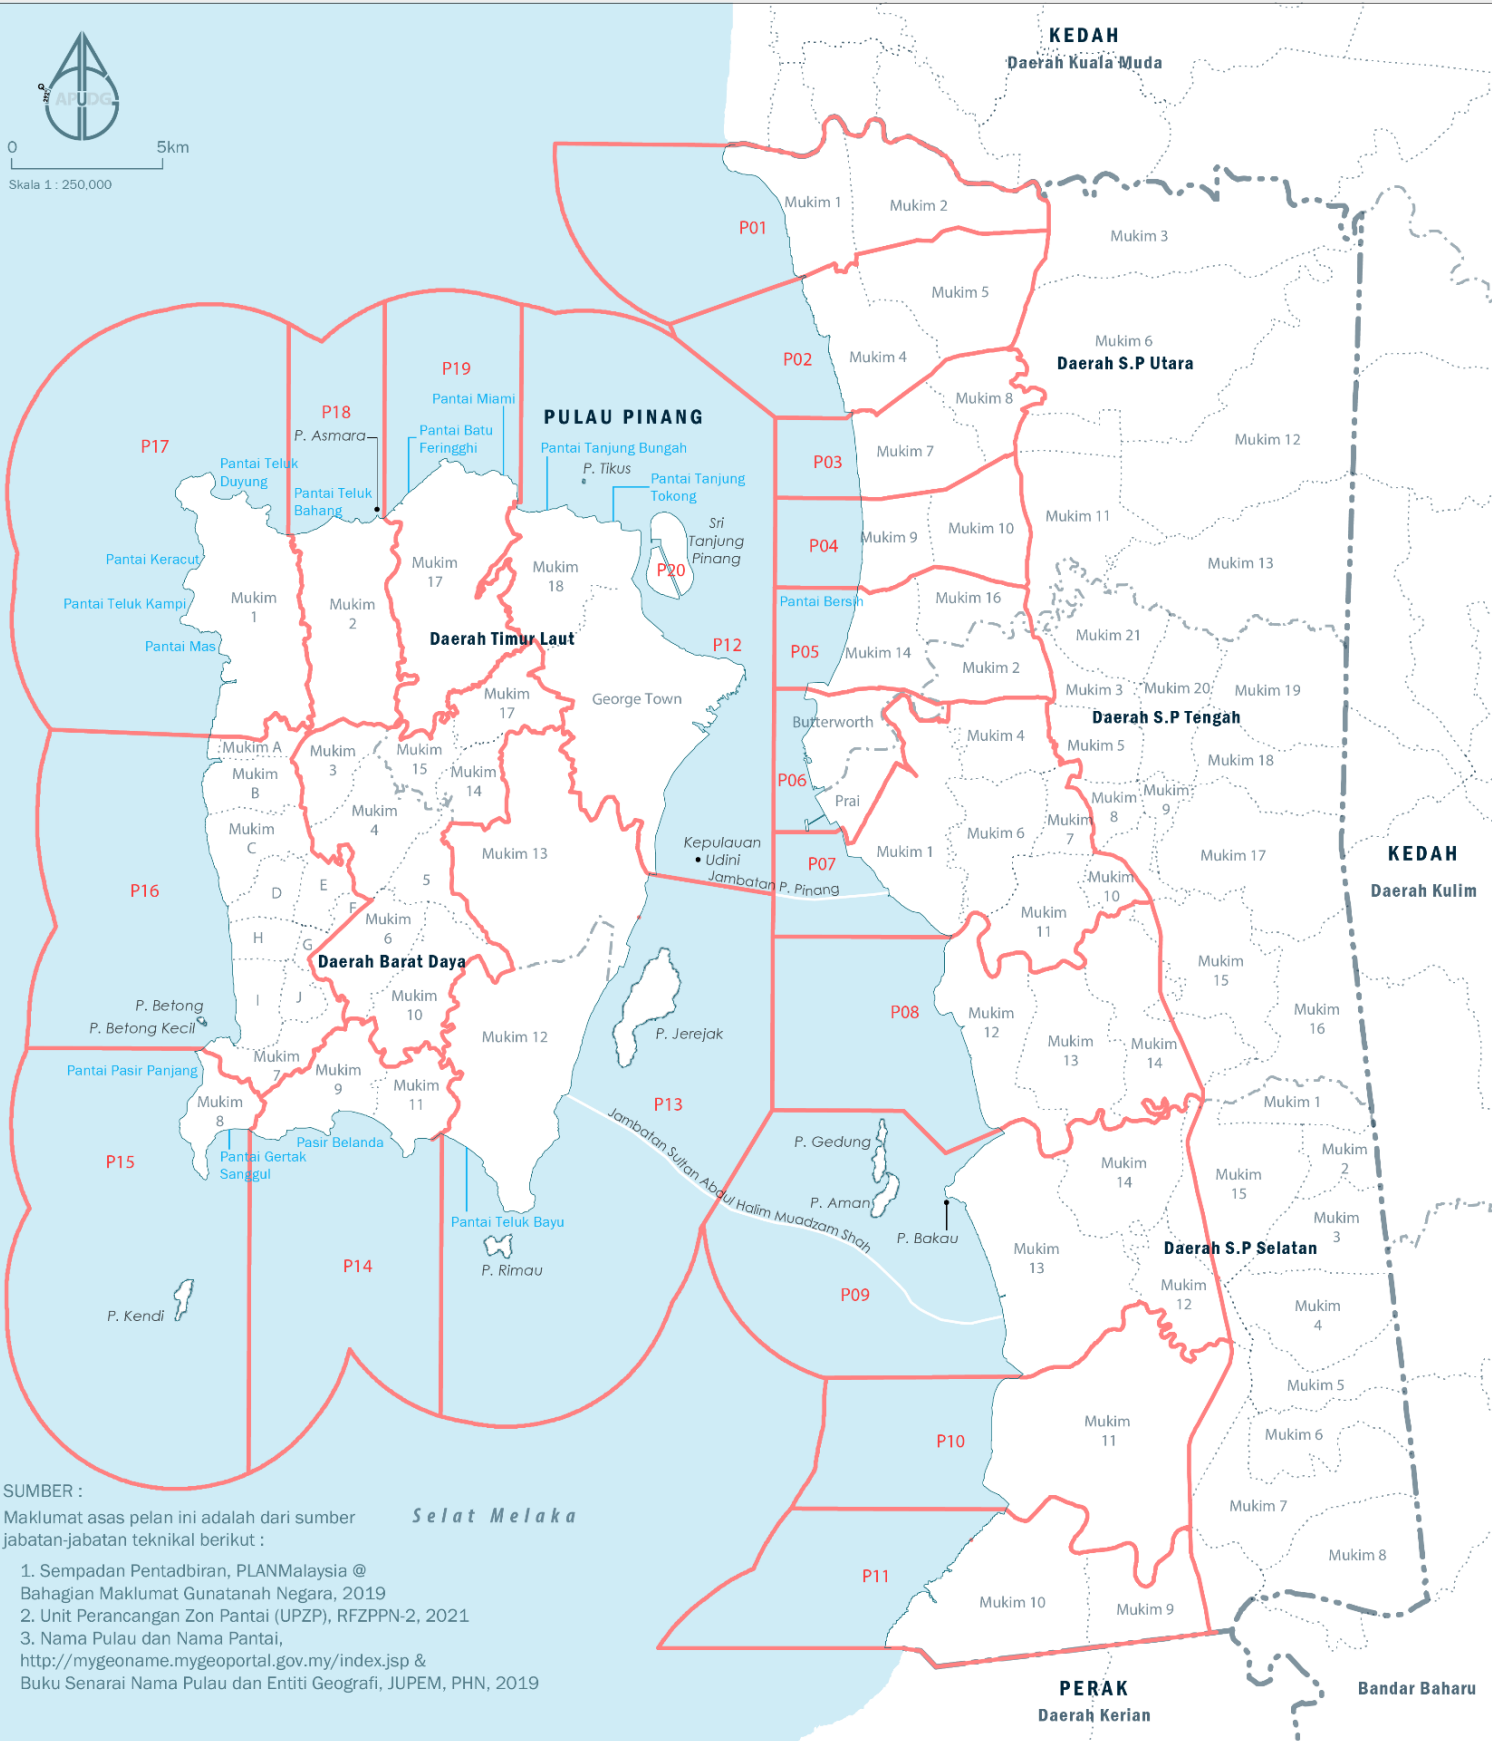 KEDAH
Daerah Kuala Muda
APUDG
0 5km
Skala 1 : 250,000
Mukim 1
Mukim 2
P01
Mukim 3
Mukim 5
Mukim 6
Daerah S.P Utara
P02
Mukim 4
P19
Mukim 8
Pantai Miami
P18
PULAU PINANG
P. Asmara
Pantai Batu
Feringghi
P17
Mukim 12
Pantai Tanjung Bungah
Mukim 7
P03
Pantai Teluk
Duyung
P. Tikus
Pantai Tanjung
Tokong
Pantai Teluk
Bahang
Sri
Tanjung
Pinang
Mukim 11
Mukim 10
Mukim 9
P04
Pantai Keracut
Mukim
17
Mukim
18
P20
Mukim 13
Pantai Teluk Kampi
Mukim
1
Mukim
2
Pantai Bersih
Mukim 16
Pantai Mas
Daerah Timur Laut
P12
P05
Mukim 14
Mukim 21
Mukim 2
Mukim
17
George Town
Mukim 3
Mukim 20
Mukim 19
Butterworth
Daerah S.P Tengah
Mukim A
Mukim
3
Mukim
15
Mukim 4
Mukim 5
Mukim 18
Mukim
B
Mukim
14
P06
Prai
Mukim
8
Mukim
9
Mukim
C
Mukim
4
Mukim 6
Mukim
7
Mukim 13
Kepulauan
Udini
P07
Mukim 1
Mukim 17
KEDAH
Daerah Kulim
Jambatan P. Pinang
P16
D
E
F
5
Mukim
10
Mukim
6
Mukim
11
H
G
Daerah Barat Daya
Mukim
15
I
J
Mukim
10
P. Betong
P. Betong Kecil
P08
Mukim
12
Mukim
16
Mukim 12
P. Jerejak
Mukim
13
Mukim
14
Mukim
7
Pantai Pasir Panjang
Mukim
9
Mukim
11
Mukim
8
P13
Mukim 1
Jambatan Sultan Abdul Halim Muadzam Shah
P. Gedung
Pasir Belanda
P15
Pantai Gertak
Sanggul
Mukim
14
Mukim
15
Mukim
2
P. Aman
Pantai Teluk Bayu
P. Bakau
Mukim
3
P14
P. Rimau
Mukim
13
Daerah S.P Selatan
P09
Mukim
12
Mukim
4
P. Kendi
Mukim 5
Mukim
11
Mukim 6
P10
SUMBER :
Maklumat asas pelan ini adalah dari sumber
jabatan-jabatan teknikal berikut :
Selat Melaka
Mukim 7
Mukim 8
1. Sempadan Pentadbiran, PLANMalaysia @
Bahagian Maklumat Gunatanah Negara, 2019
2. Unit Perancangan Zon Pantai (UPZP), RFZPPN-2, 2021
3. Nama Pulau dan Nama Pantai,
http://mygeoname.mygeoportal.gov.my/index.jsp &
Buku Senarai Nama Pulau dan Entiti Geografi, JUPEM, PHN, 2019
P11
Mukim 10
Mukim 9
PERAK
Daerah Kerian
Bandar Baharu